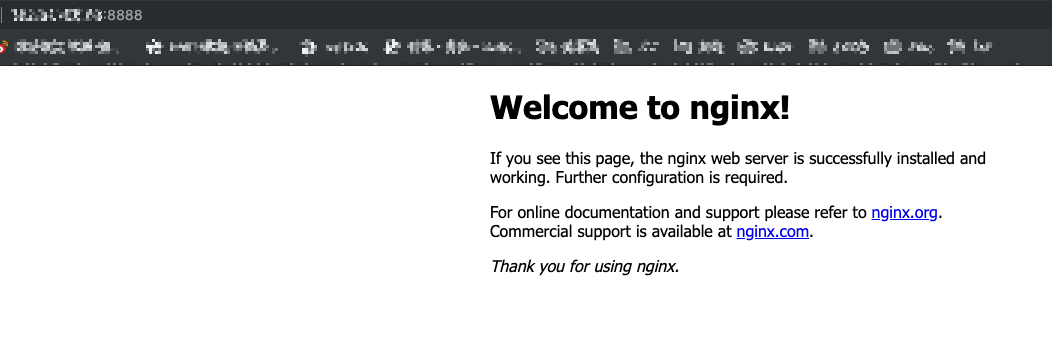 :8888
Welcome to nginx!
If you see this page, the nginx web server is successfully installed and
working. Further configuration is required.
For online documentation and support please refer to nginx.org.
Commercial support is available at nginx.com.
Thank you for using nginx.